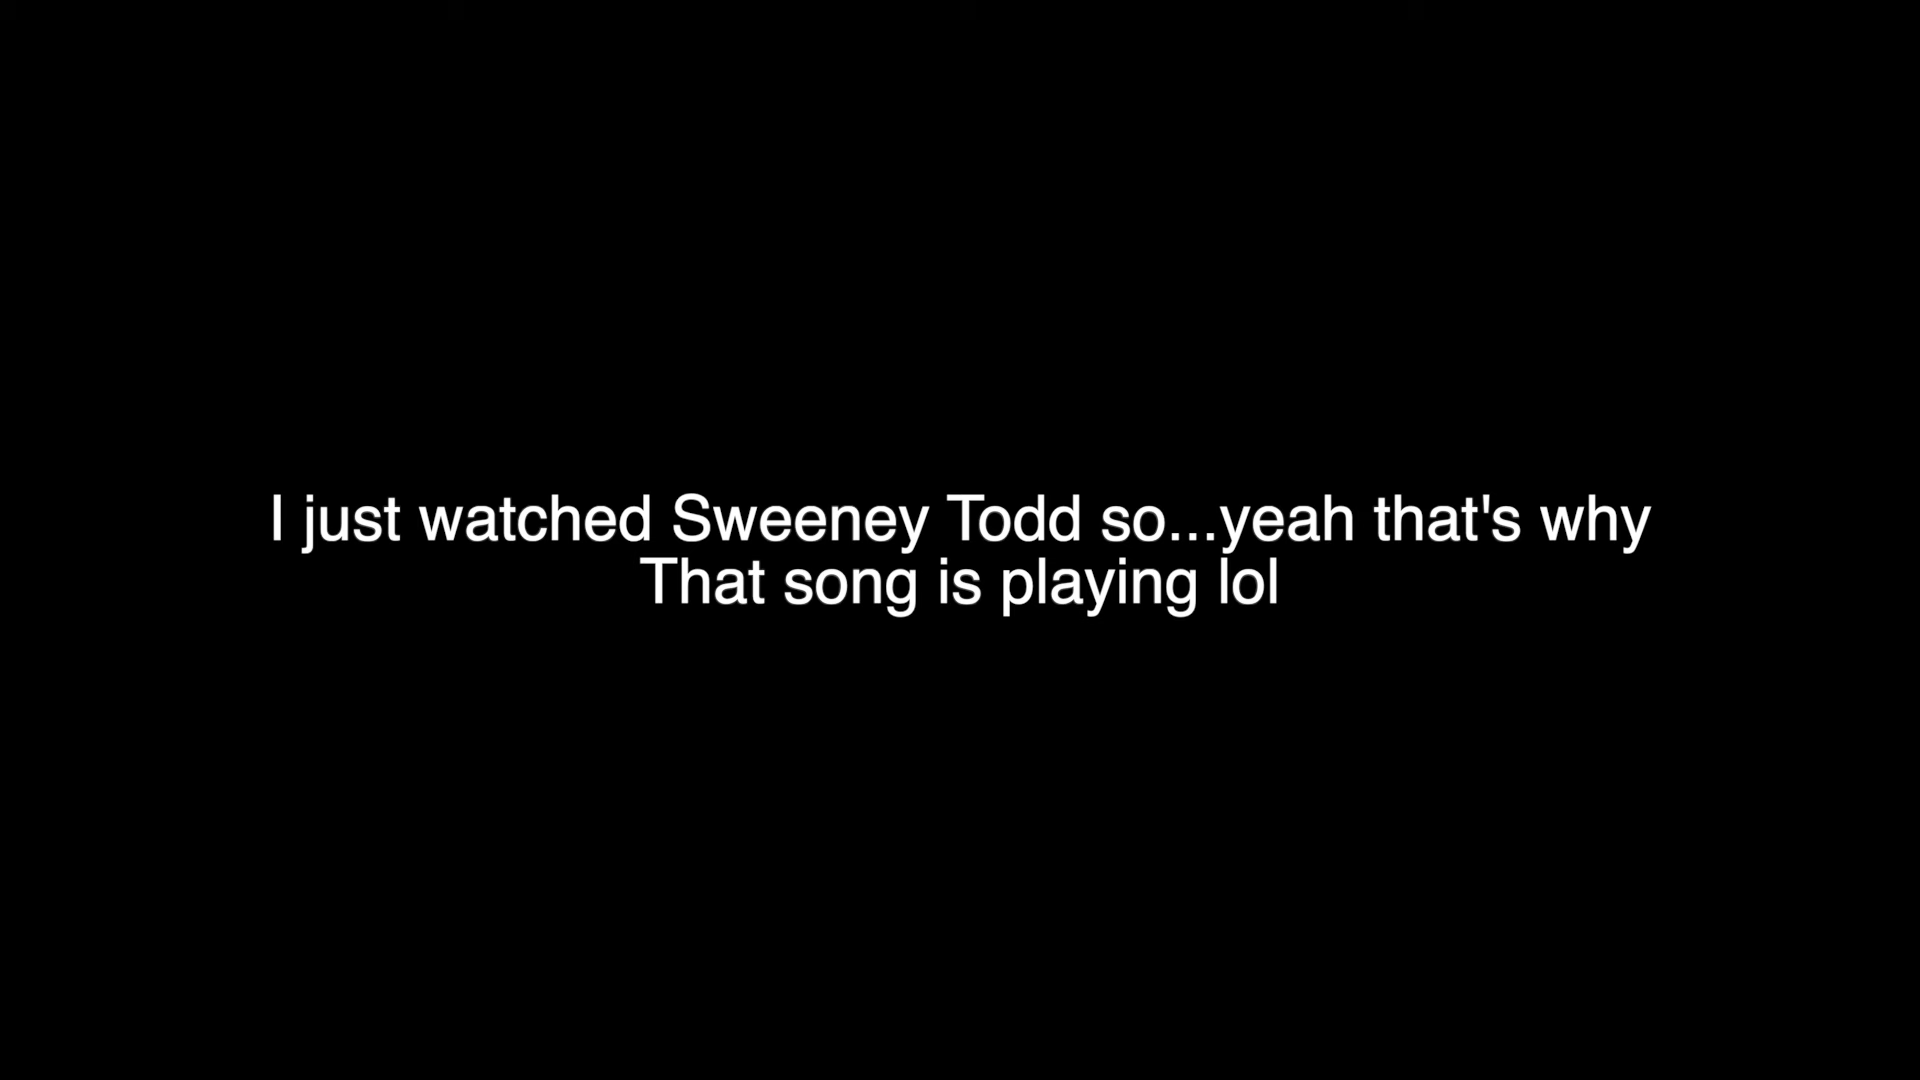 I just watched Sweeney Todd so...yeah that's why
That song is playing lol